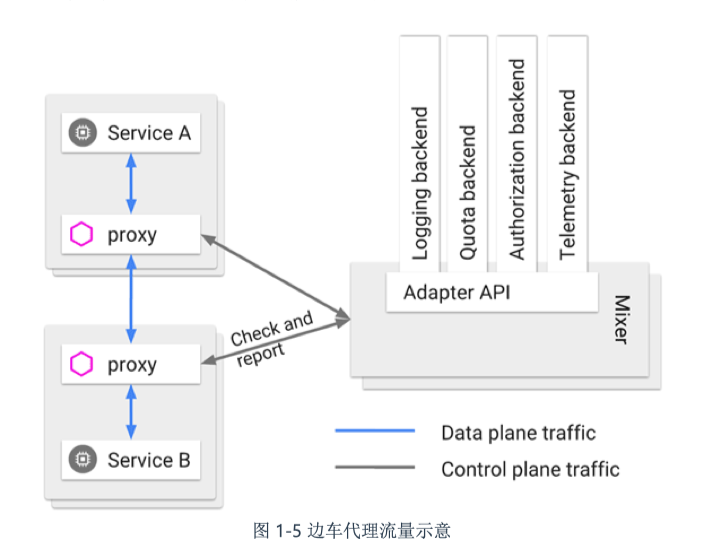 Service A
proxy
proxy
Service B
Check and
report
Logging backend
Quota backend
Authorization backend
Telemetry backend
Adapter API
Mixer
Data plane traffic
Control plane traffic
图 1-5 边车代理流量示意